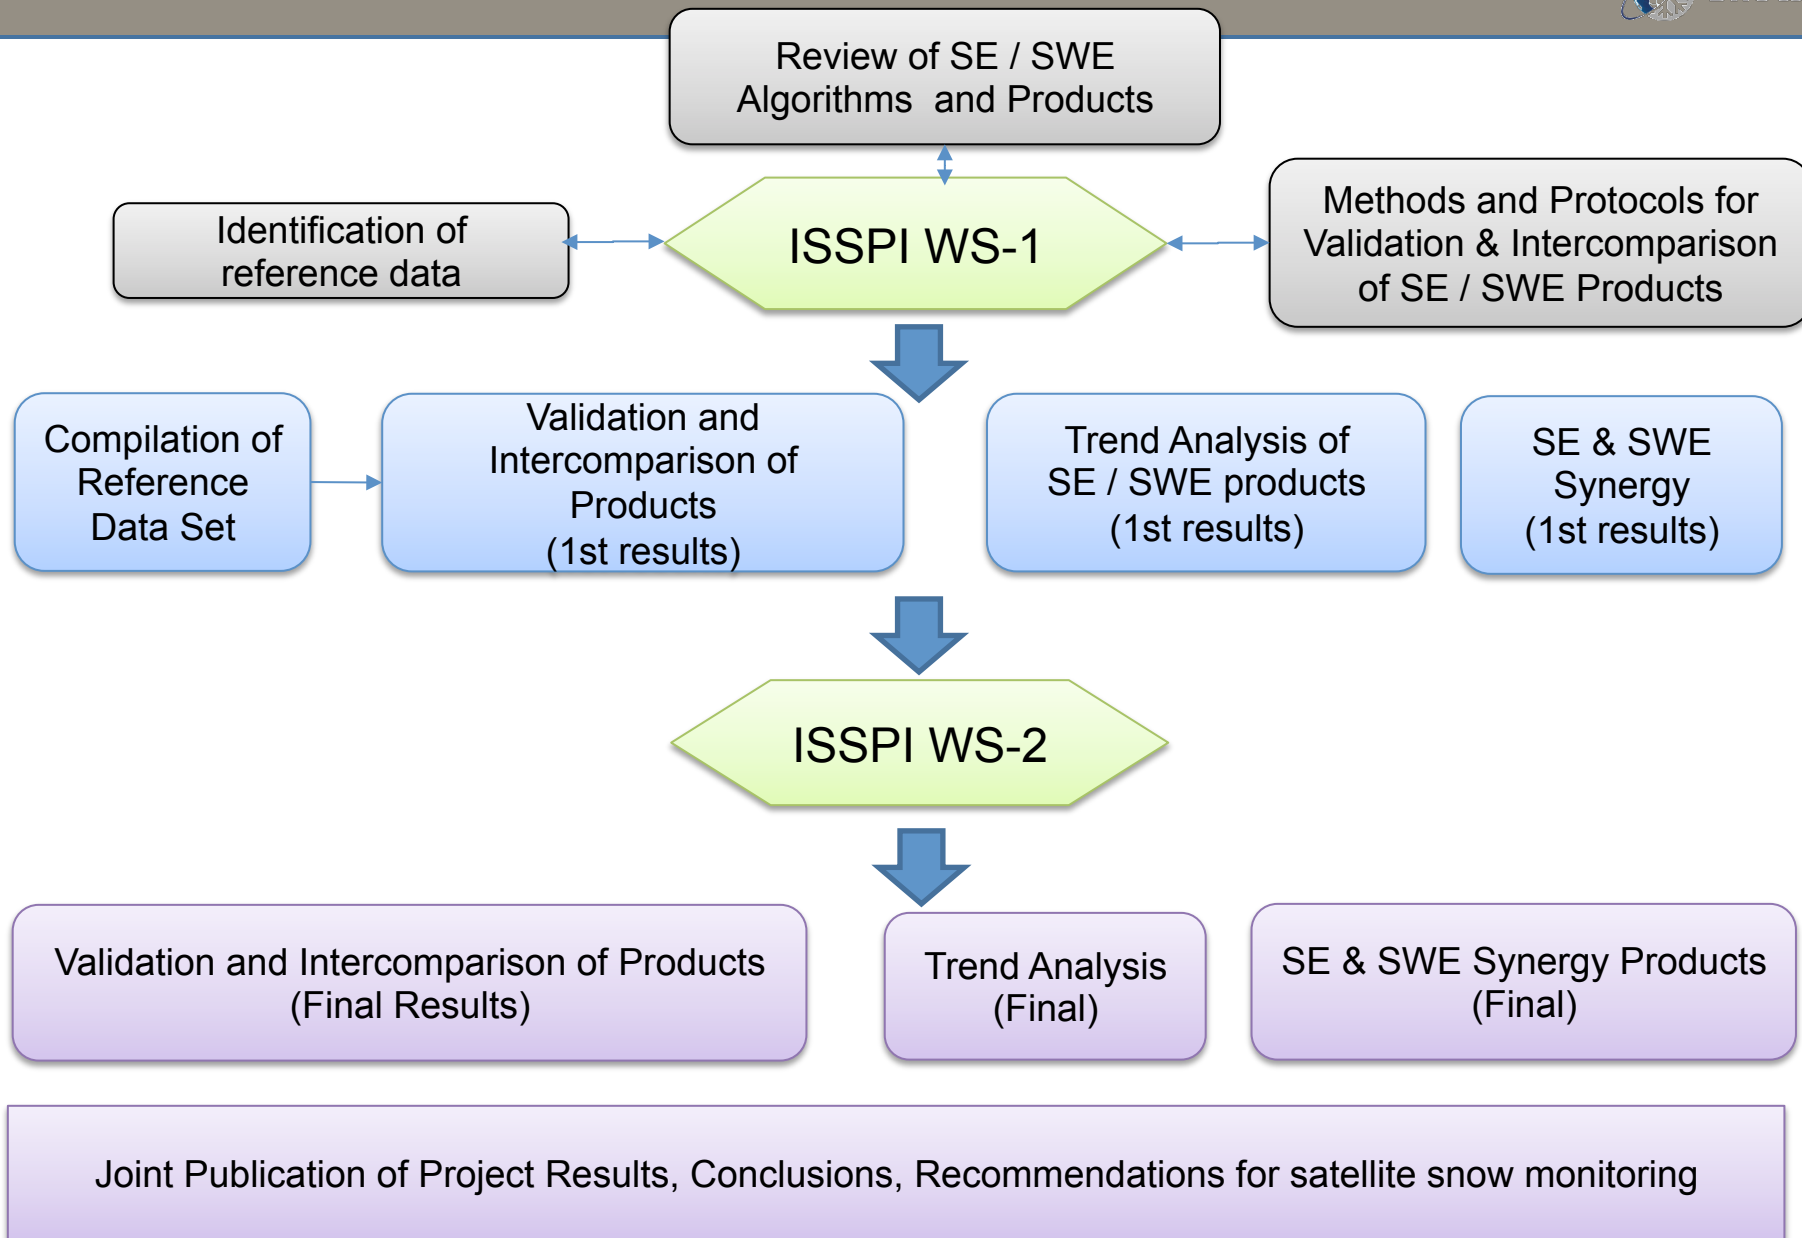 Review of SE / SWE
Algorithms and Products
Identification of
reference data
ISSPI WS-1
Methods and Protocols for
Validation & Intercomparison
of SE / SWE Products
Compilation of
Reference
Data Set
Validation and
Intercomparison of
Products
(1st results)
Trend Analysis of
SE / SWE products
(1st results)
SE & SWE
Synergy
(1st results)
ISSPI WS-2
Validation and Intercomparison of Products
(Final Results)
Trend Analysis
(Final)
SE & SWE Synergy Products
(Final)
Joint Publication of Project Results, Conclusions, Recommendations for satellite snow monitoring